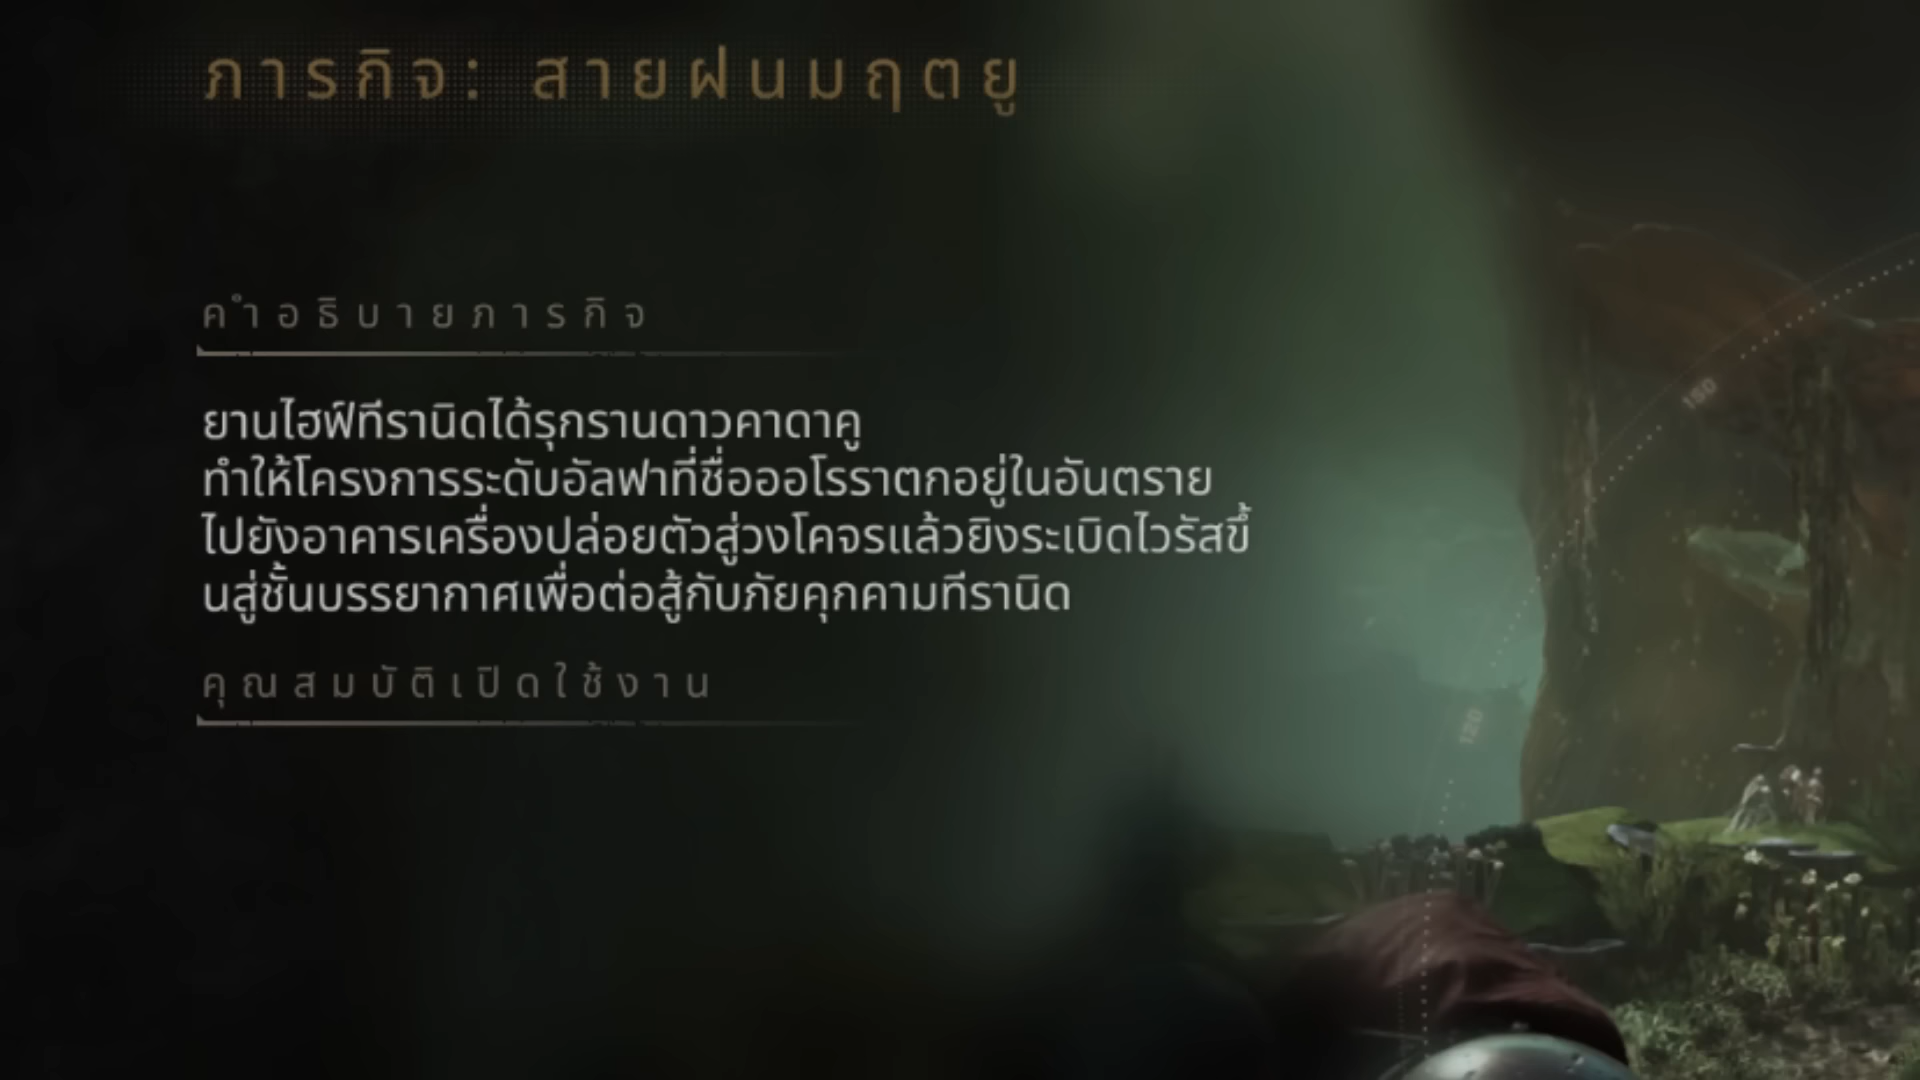 ภารกิจ: สายฝนมฤตยู
คำอธิบายภารกิจ
ยานไฮฟ์ทีรานิดได้รุกรานดาวคาดาคู
ทำให้โครงการระดับอัลฟาที่ชื่อออโรราตกอยู่ในอันตราย
150
ไปยังอาคารเครื่องปล่อยตัวสู่วงโคจรแล้วยิงระเบิดไวรัสขึ้
นสู่ชั้นบรรยากาศเพื่อต่อสู้กับภัยคุกคามทีรานิด
คุณสมบัติเปิดใช้งาน
120